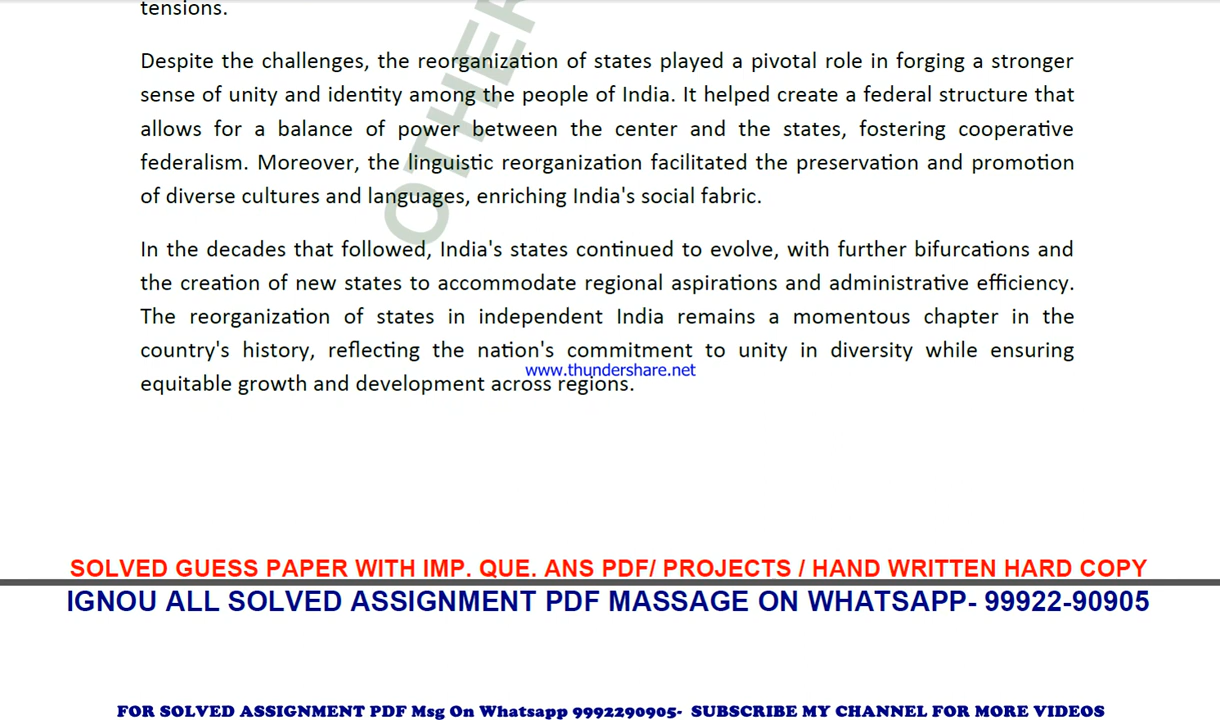 tensions.
Despite the challenges, the reorganization of states played a pivotal role in forging a stronger
sense of unity and identity among the people of India. It helped create a federal structure that
allows for a balance of power between the center and the states, fostering cooperative
federalism. Moreover, the linguistic reorganization facilitated the preservation and promotion
of diverse cultures and languages, enriching India's social fabric.
In the decades that followed, India's states continued to evolve, with further bifurcations and
the creation of new states to accommodate regional aspirations and administrative efficiency.
The reorganization of states in independent India remains a momentous chapter in the
country's history, reflecting the nation's commitment to unity in diversity while ensuring
www.thundershare.net
equitable growth and development across regions.
OTHER
SOLVED GUESS PAPER WITH IMP. QUE. ANS PDF/ PROJECTS / HAND WRITTEN HARD COPY
IGNOU ALL SOLVED ASSIGNMENT PDF MASSAGE ON WHATSAPP- 99922-90905
FOR SOLVED ASSIGNMENT PDF Msg On Whatsapp 9992290905- SUBSCRIBE MY CHANNEL FOR MORE VIDEOS